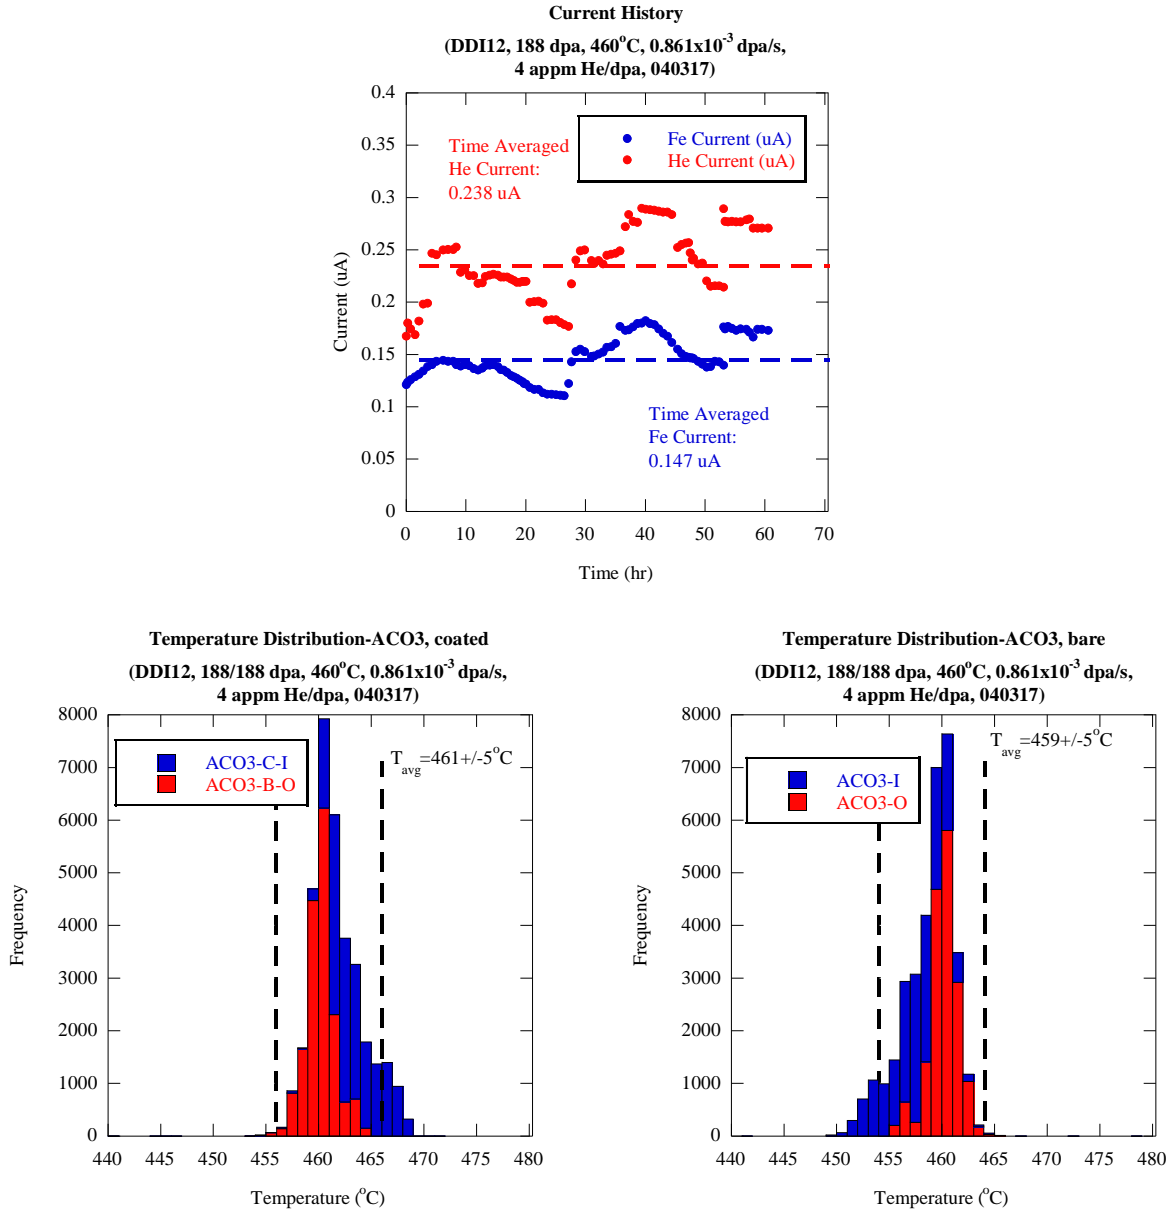 Current History
(DDI12, 188 dpa, 460°C, 0.861x10⁻³ dpa/s,
4 appm He/dpa, 040317)
0.4
0.35
0.3
0.25
0.2
0.15
0.1
0.05
0
Current (uA)
Time Averaged
He Current:
0.238 uA
Fe Current (uA)
He Current (uA)
Time Averaged
Fe Current:
0.147 uA
0 10 20 30 40 50 60 70
Time (hr)
Temperature Distribution-ACO3, coated
(DDI12, 188/188 dpa, 460°C, 0.861x10⁻³ dpa/s,
4 appm He/dpa, 040317)
8000
7000
6000
5000
4000
3000
2000
1000
0
Frequency
ACO3-C-I
ACO3-B-O
T_avg=461+/-5°C
440 445 450 455 460 465 470 475 480
Temperature (°C)
Temperature Distribution-ACO3, bare
(DDI12, 188/188 dpa, 460°C, 0.861x10⁻³ dpa/s,
4 appm He/dpa, 040317)
8000
7000
6000
5000
4000
3000
2000
1000
0
Frequency
ACO3-I
ACO3-O
T_avg=459+/-5°C
440 445 450 455 460 465 470 475 480
Temperature (°C)